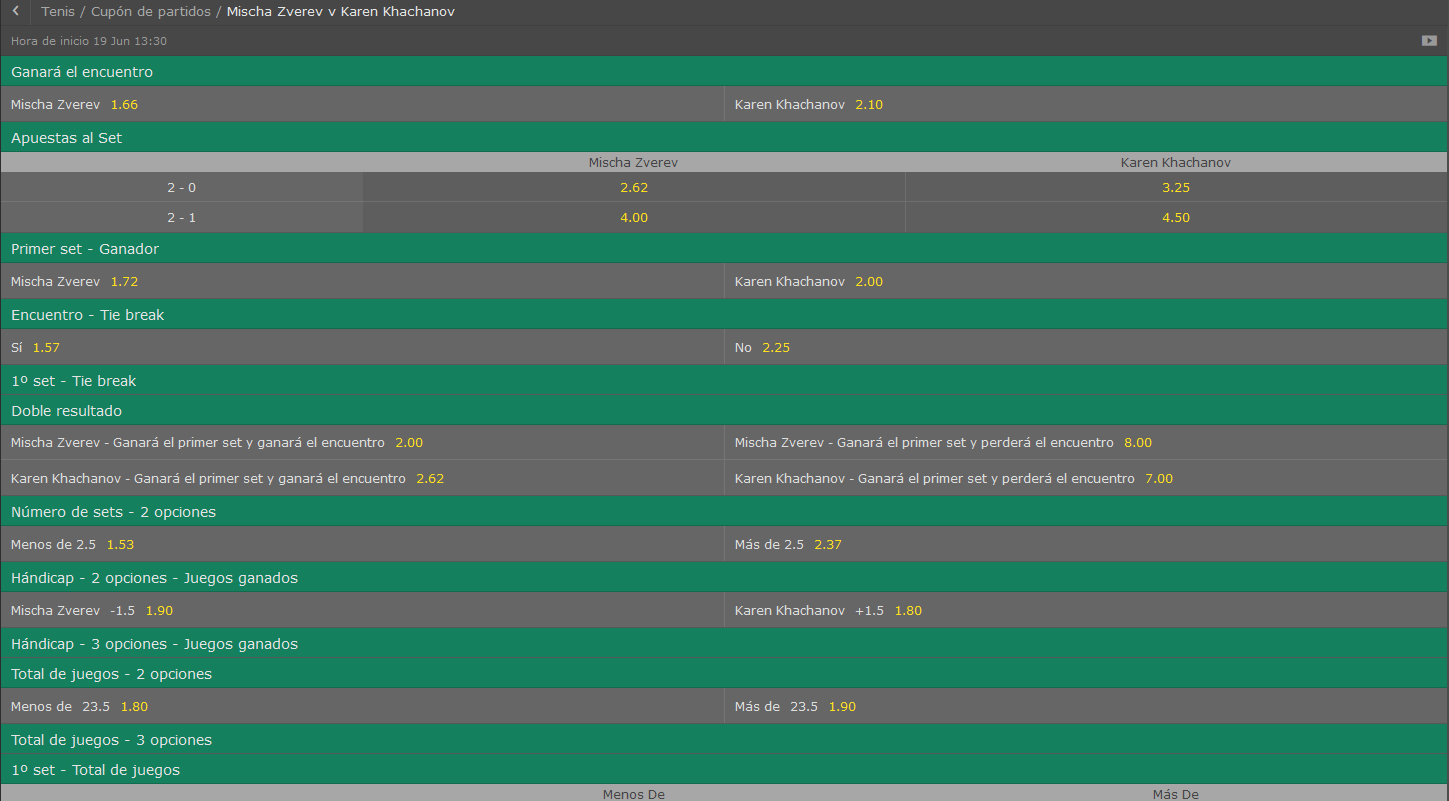 Tenis / Cupón de partidos / Mischa Zverev v Karen Khachanov
Hora de inicio 19 Jun 13:30
Ganará el encuentro
Mischa Zverev 1.66 Karen Khachanov 2.10
Apuestas al Set
Mischa Zverev Karen Khachanov
2 - 0 2.62 3.25
2 - 1 4.00 4.50
Primer set - Ganador
Mischa Zverev 1.72 Karen Khachanov 2.00
Encuentro - Tie break
Sí 1.57 No 2.25
1º set - Tie break
Doble resultado
Mischa Zverev - Ganará el primer set y ganará el encuentro 2.00 Mischa Zverev - Ganará el primer set y perderá el encuentro 8.00
Karen Khachanov - Ganará el primer set y ganará el encuentro 2.62 Karen Khachanov - Ganará el primer set y perderá el encuentro 7.00
Número de sets - 2 opciones
Menos de 2.5 1.53 Más de 2.5 2.37
Hándicap - 2 opciones - Juegos ganados
Mischa Zverev -1.5 1.90 Karen Khachanov +1.5 1.80
Hándicap - 3 opciones - Juegos ganados
Total de juegos - 2 opciones
Menos de 23.5 1.80 Más de 23.5 1.90
Total de juegos - 3 opciones
1º set - Total de juegos
Menos De Más De